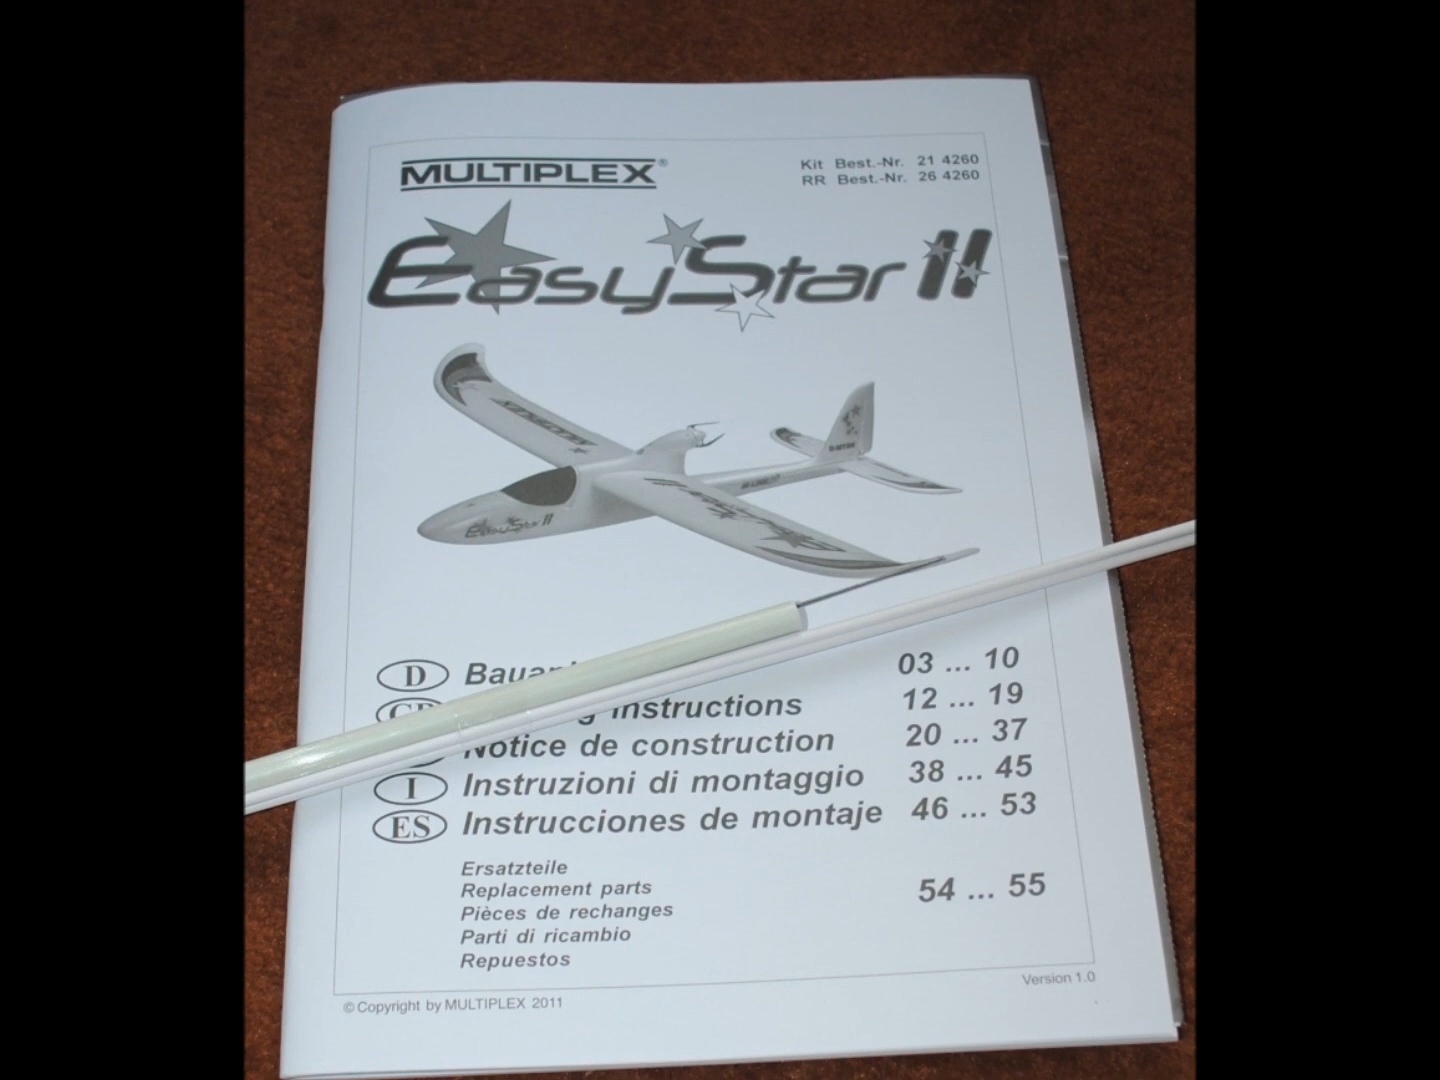 MULTIPLEX®
Kit Best.-Nr. 21 4260
RR Best.-Nr. 26 4260
EasyStar II
EasyStar II
D
03 ... 10
instructions 12 ... 19
Notice de construction 20 ... 37
I Instruzioni di montaggio 38 ... 45
ES Instrucciones de montaje 46 ... 53
Ersatzteile
Replacement parts 54 ... 55
Pièces de rechanges
Parti di ricambio
Repuestos
Version 1.0
© Copyright by MULTIPLEX 2011